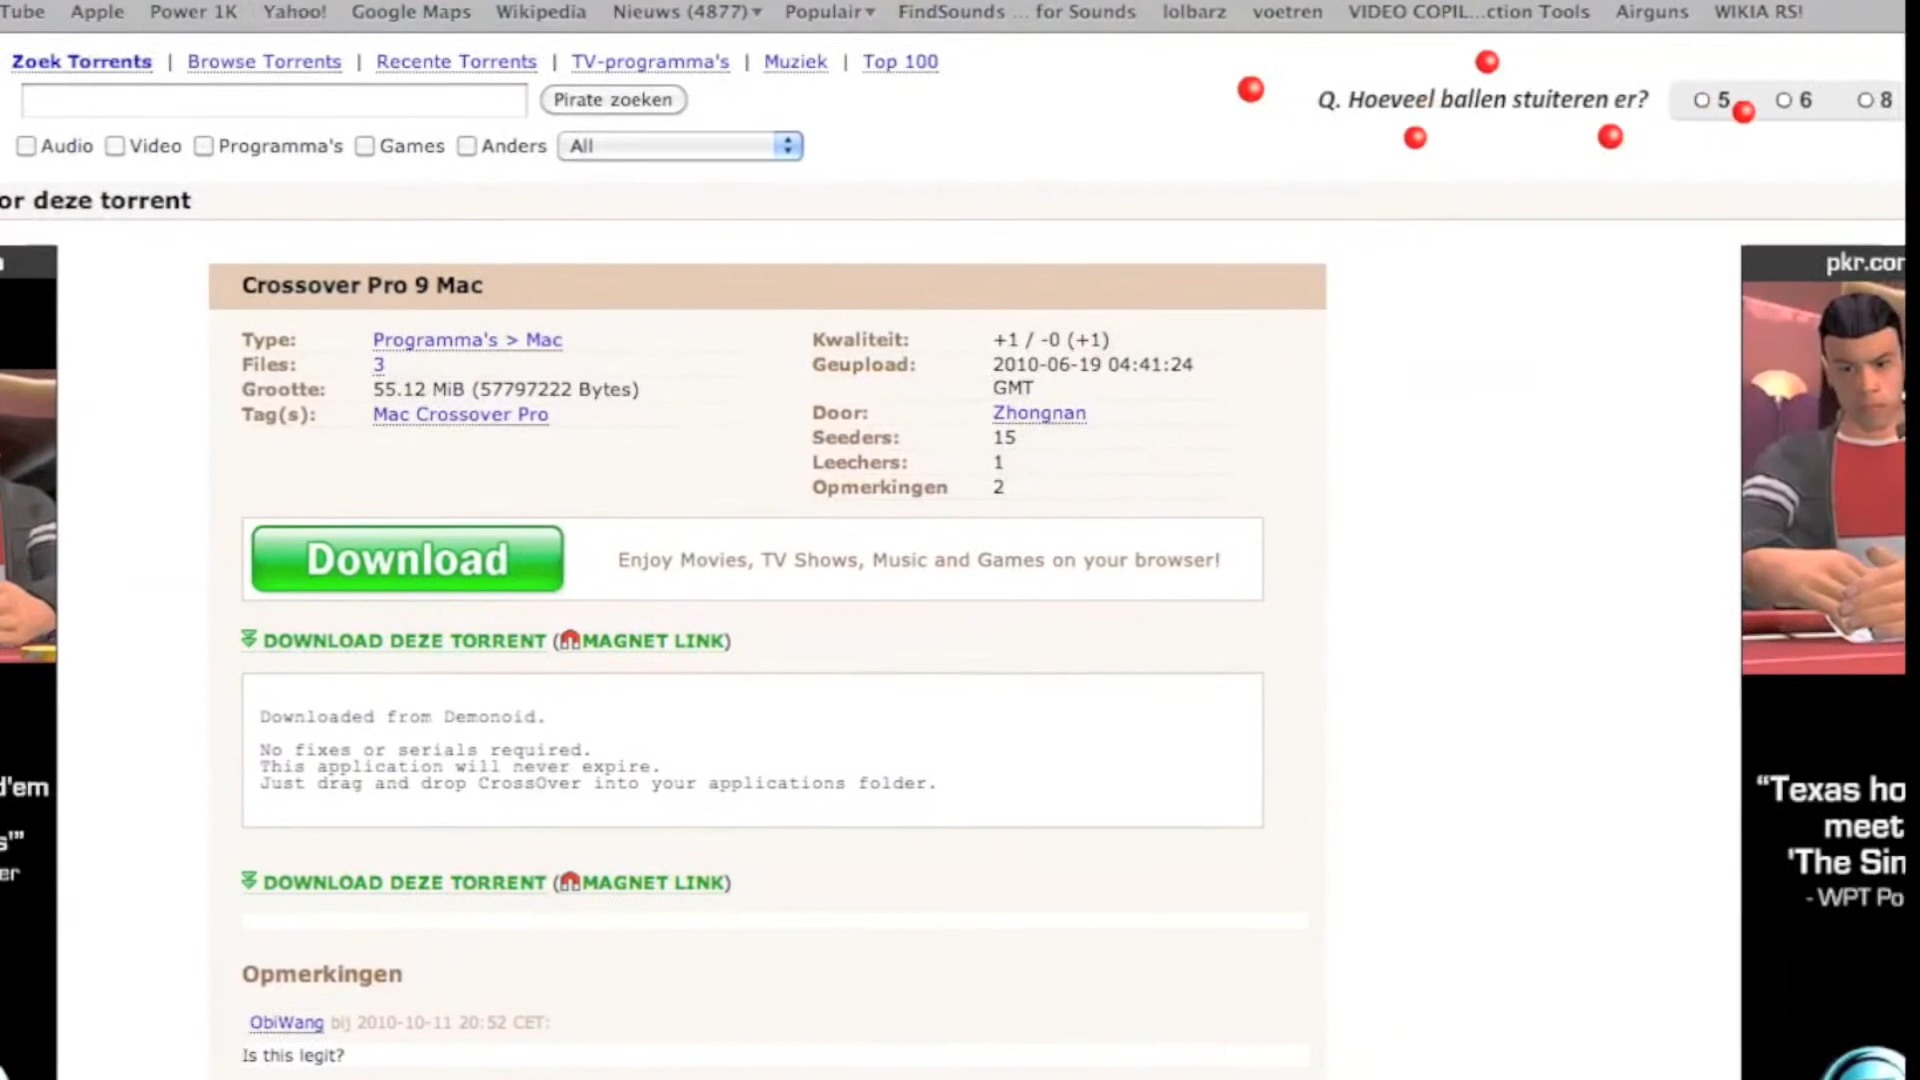 Tube Apple Power 1K Yahoo! Google Maps Wikipedia Nieuws (4877)▾ Populair▾ FindSounds ... for Sounds lolbarz voetren VIDEO COPIL...ction Tools Airguns WIKIA RS!
Zoek Torrents | Browse Torrents | Recente Torrents | TV-programma's | Muziek | Top 100
Pirate zoeken
Q. Hoeveel ballen stuiteren er? 5 6 8
Audio Video Programma's Games Anders All
or deze torrent
pkr.cor
Crossover Pro 9 Mac
Type: Programma's > Mac
Files: 3
Grootte: 55.12 MiB (57797222 Bytes)
Tag(s): Mac Crossover Pro
Kwaliteit: +1 / -0 (+1)
Geupload: 2010-06-19 04:41:24
GMT
Door: Zhongnan
Seeders: 15
Leechers: 1
Opmerkingen 2
Download Enjoy Movies, TV Shows, Music and Games on your browser!
DOWNLOAD DEZE TORRENT (MAGNET LINK)
Downloaded from Demonoid.
No fixes or serials required.
This application will never expire.
Just drag and drop CrossOver into your applications folder.
DOWNLOAD DEZE TORRENT (MAGNET LINK)
Opmerkingen
ObiWang bij 2010-10-11 20:52 CET:
Is this legit?
d'em
s'"
er
"Texas ho
meet
'The Sin
- WPT Po